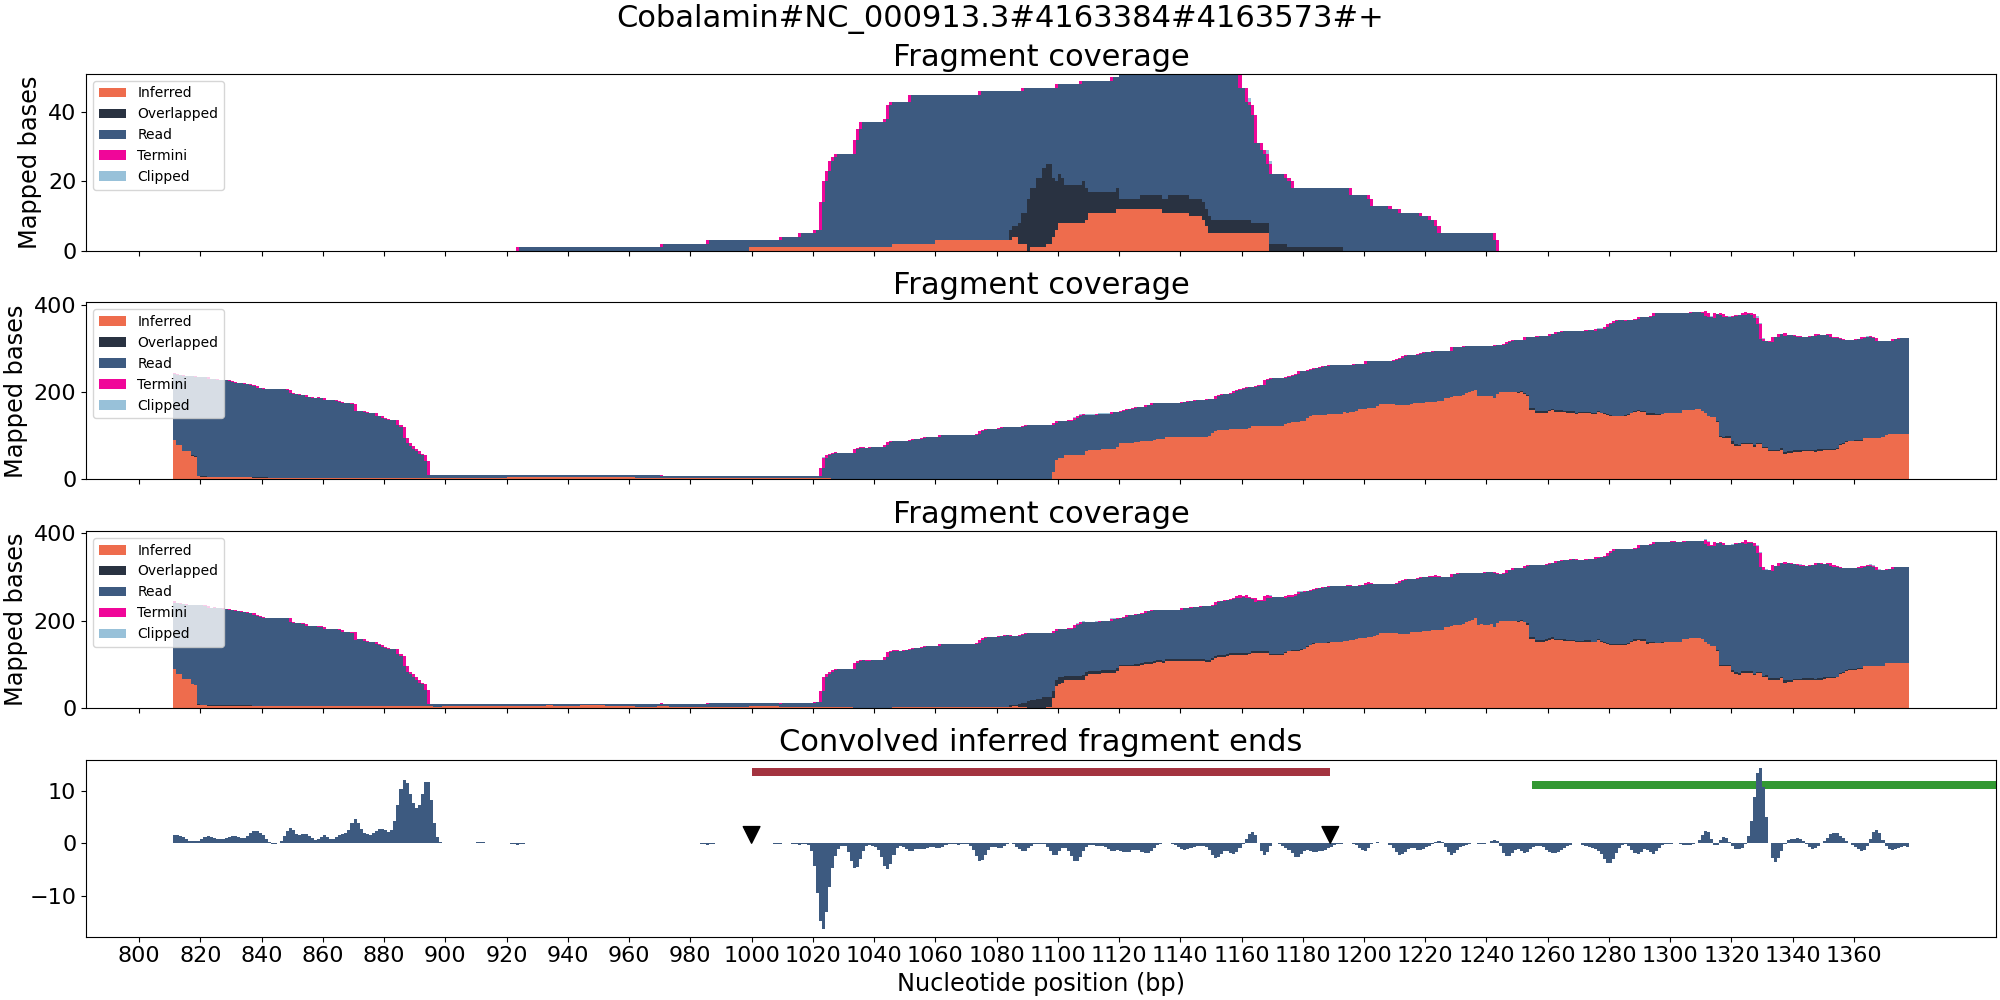 Cobalamin#NC_000913.3#4163384#4163573#+
Fragment coverage
Mapped bases
40
20
0
Inferred
Overlapped
Read
Termini
Clipped
Fragment coverage
Mapped bases
400
200
0
Inferred
Overlapped
Read
Termini
Clipped
Fragment coverage
Mapped bases
400
200
0
Inferred
Overlapped
Read
Termini
Clipped
Convolved inferred fragment ends
10
0
−10
800 820 840 860 880 900 920 940 960 980 1000 1020 1040 1060 1080 1100 1120 1140 1160 1180 1200 1220 1240 1260 1280 1300 1320 1340 1360
Nucleotide position (bp)